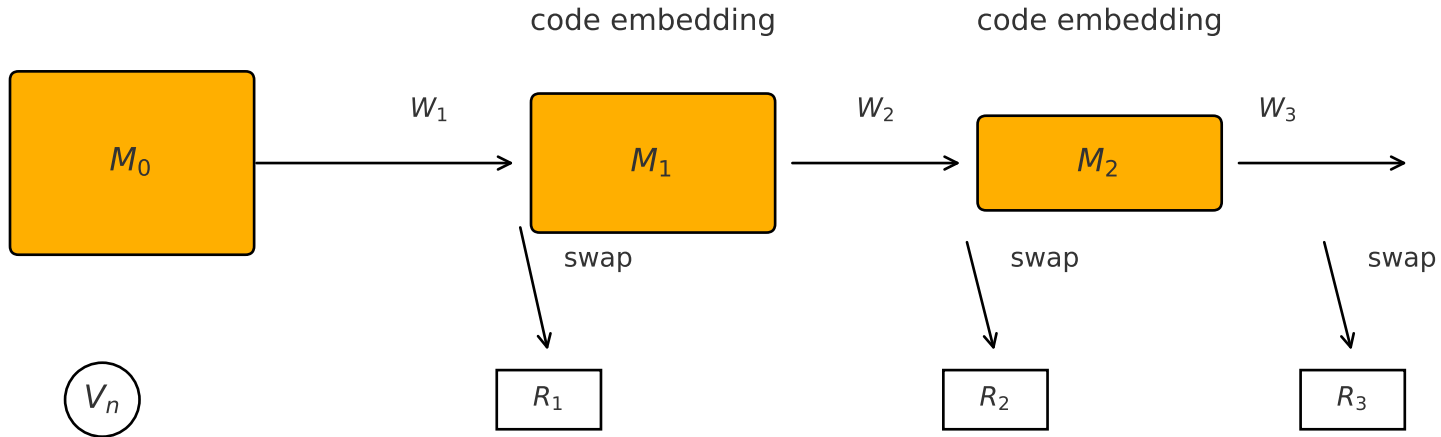 code embedding
code embedding
W₁
W₂
W₃
M₀
M₁
M₂
swap
swap
swap
Vₙ
R₁
R₂
R₃